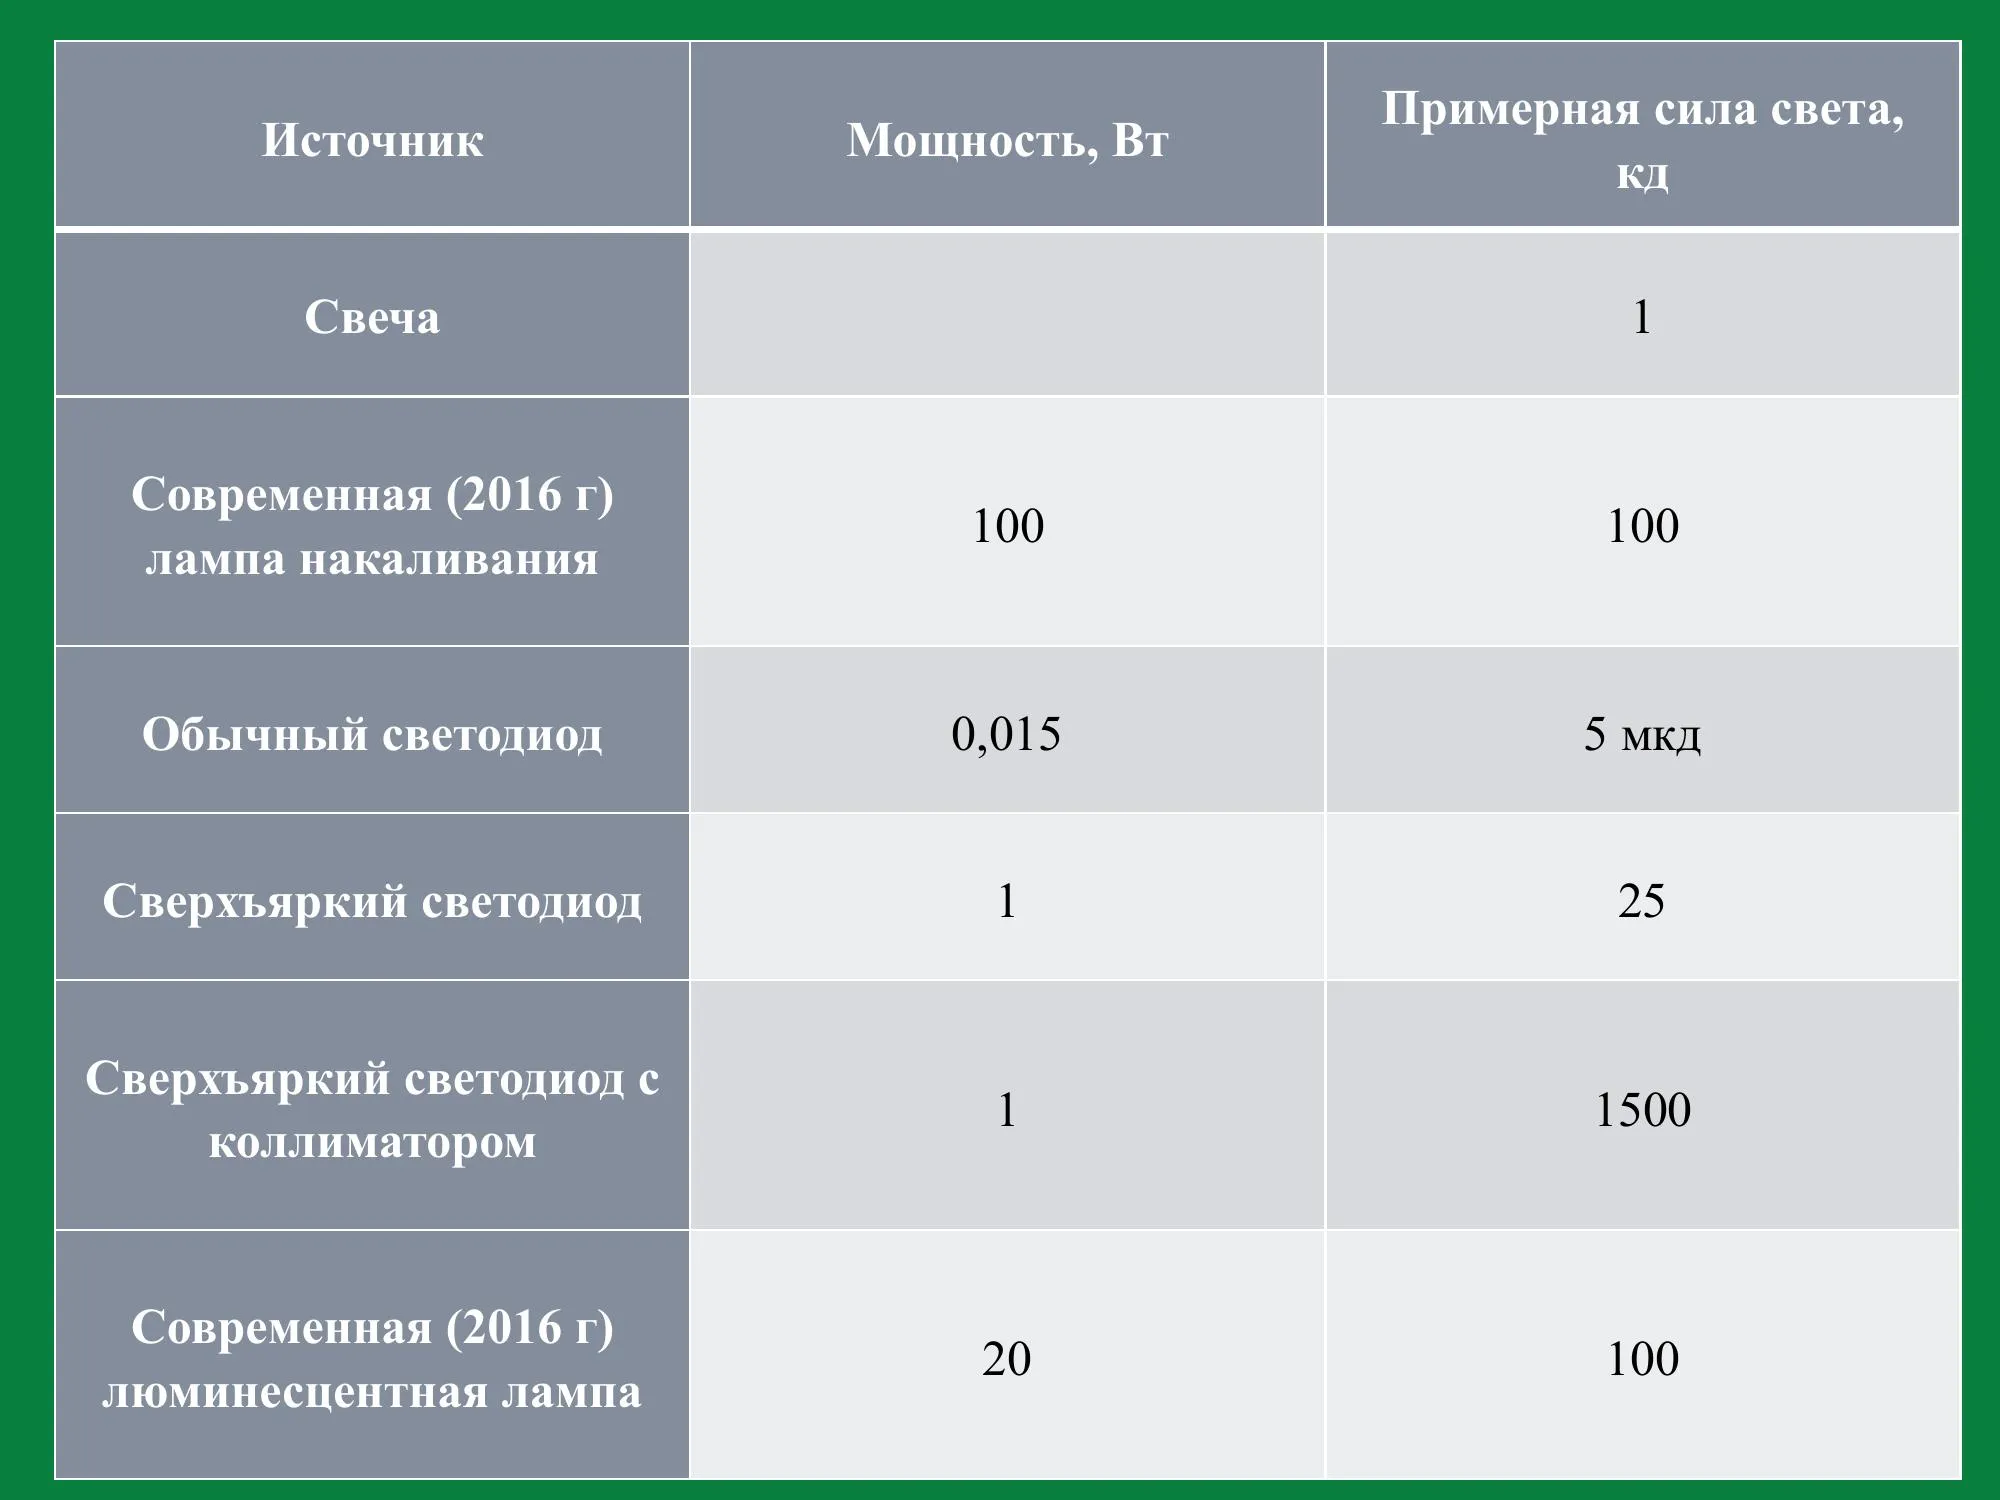 Источник
Мощность, Вт
Примерная сила света,
кд
Свеча
1
Современная (2016 г)
лампа накаливания
100
100
Обычный светодиод
0,015
5 мкд
Сверхъяркий светодиод
1
25
Сверхъяркий светодиод с
коллиматором
1
1500
Современная (2016 г)
люминесцентная лампа
20
100